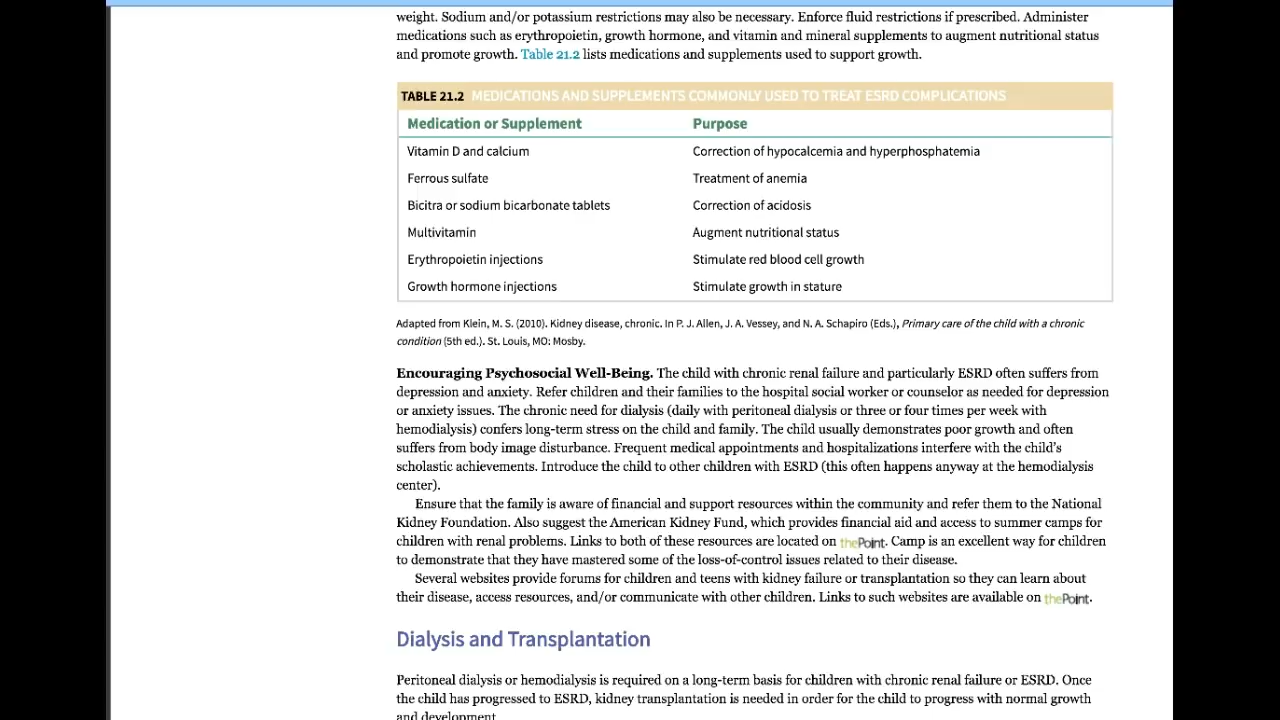 weight. Sodium and/or potassium restrictions may also be necessary. Enforce fluid restrictions if prescribed. Administer
medications such as erythropoietin, growth hormone, and vitamin and mineral supplements to augment nutritional status
and promote growth. Table 21.2 lists medications and supplements used to support growth.
TABLE 21.2 MEDICATIONS AND SUPPLEMENTS COMMONLY USED TO TREAT ESRD COMPLICATIONS
Medication or Supplement Purpose
Vitamin D and calcium Correction of hypocalcemia and hyperphosphatemia
Ferrous sulfate Treatment of anemia
Bicitra or sodium bicarbonate tablets Correction of acidosis
Multivitamin Augment nutritional status
Erythropoietin injections Stimulate red blood cell growth
Growth hormone injections Stimulate growth in stature
Adapted from Klein, M. S. (2010). Kidney disease, chronic. In P. J. Allen, J. A. Vessey, and N. A. Schapiro (Eds.), Primary care of the child with a chronic
condition (5th ed.). St. Louis, MO: Mosby.
Encouraging Psychosocial Well-Being. The child with chronic renal failure and particularly ESRD often suffers from
depression and anxiety. Refer children and their families to the hospital social worker or counselor as needed for depression
or anxiety issues. The chronic need for dialysis (daily with peritoneal dialysis or three or four times per week with
hemodialysis) confers long-term stress on the child and family. The child usually demonstrates poor growth and often
suffers from body image disturbance. Frequent medical appointments and hospitalizations interfere with the child's
scholastic achievements. Introduce the child to other children with ESRD (this often happens anyway at the hemodialysis
center).
Ensure that the family is aware of financial and support resources within the community and refer them to the National
Kidney Foundation. Also suggest the American Kidney Fund, which provides financial aid and access to summer camps for
children with renal problems. Links to both of these resources are located on thePoint. Camp is an excellent way for children
to demonstrate that they have mastered some of the loss-of-control issues related to their disease.
Several websites provide forums for children and teens with kidney failure or transplantation so they can learn about
their disease, access resources, and/or communicate with other children. Links to such websites are available on thePoint.
Dialysis and Transplantation
Peritoneal dialysis or hemodialysis is required on a long-term basis for children with chronic renal failure or ESRD. Once
the child has progressed to ESRD, kidney transplantation is needed in order for the child to progress with normal growth
and development.